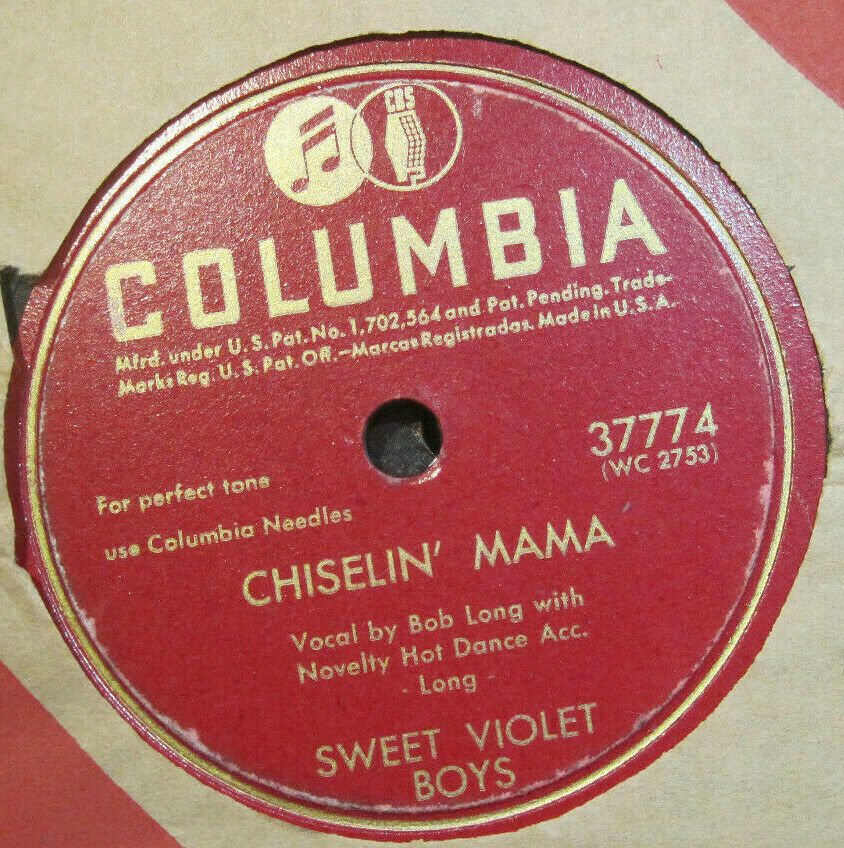 CBS
COLUMBIA
Mfrd. under U.S. Pat. No. 1,702,564 and Pat. Pending. Trade-
Marks Reg. U.S. Pat. Off.—Marcas Registradas. Made in U.S.A.
37774
(WC 2753)
For perfect tone
use Columbia Needles
CHISELIN' MAMA
Vocal by Bob Long with
Novelty Hot Dance Acc.
- Long -
SWEET VIOLET
BOYS